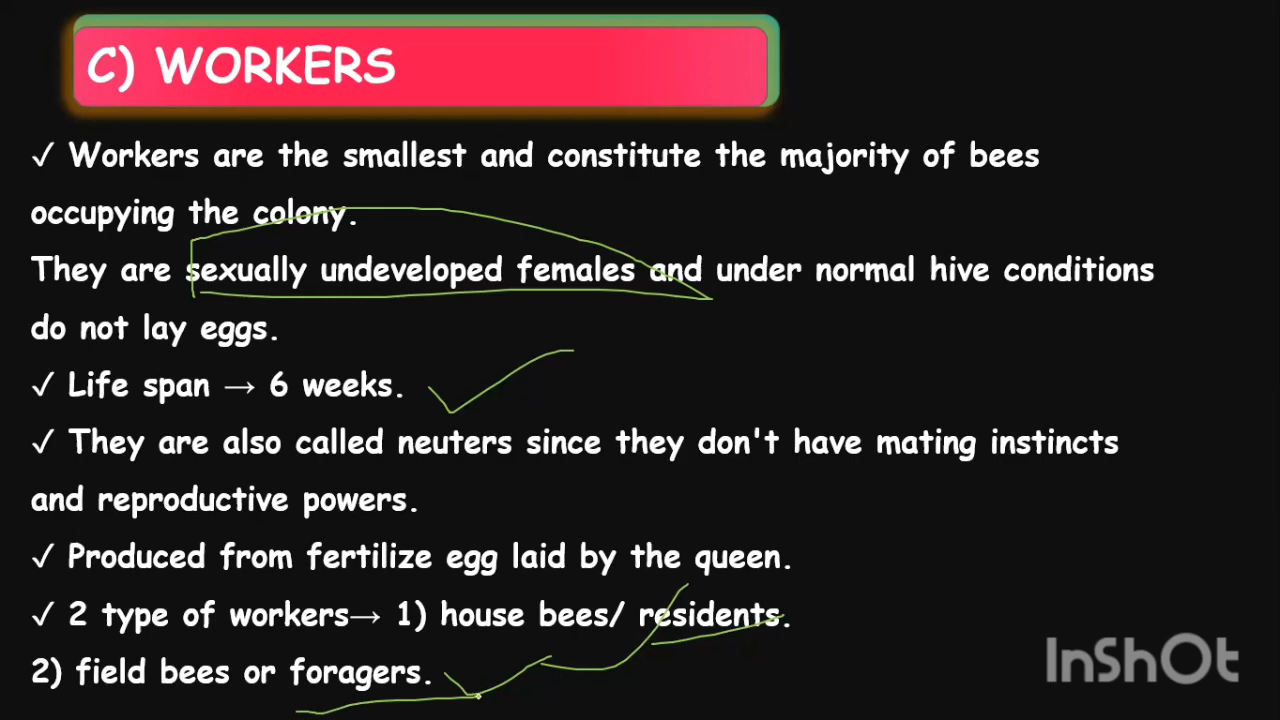 C) WORKERS
✓ Workers are the smallest and constitute the majority of bees
occupying the colony.
They are sexually undeveloped females and under normal hive conditions
do not lay eggs.
✓ Life span → 6 weeks.
✓ They are also called neuters since they don't have mating instincts
and reproductive powers.
✓ Produced from fertilize egg laid by the queen.
✓ 2 type of workers→ 1) house bees/ residents.
2) field bees or foragers.
InShOt